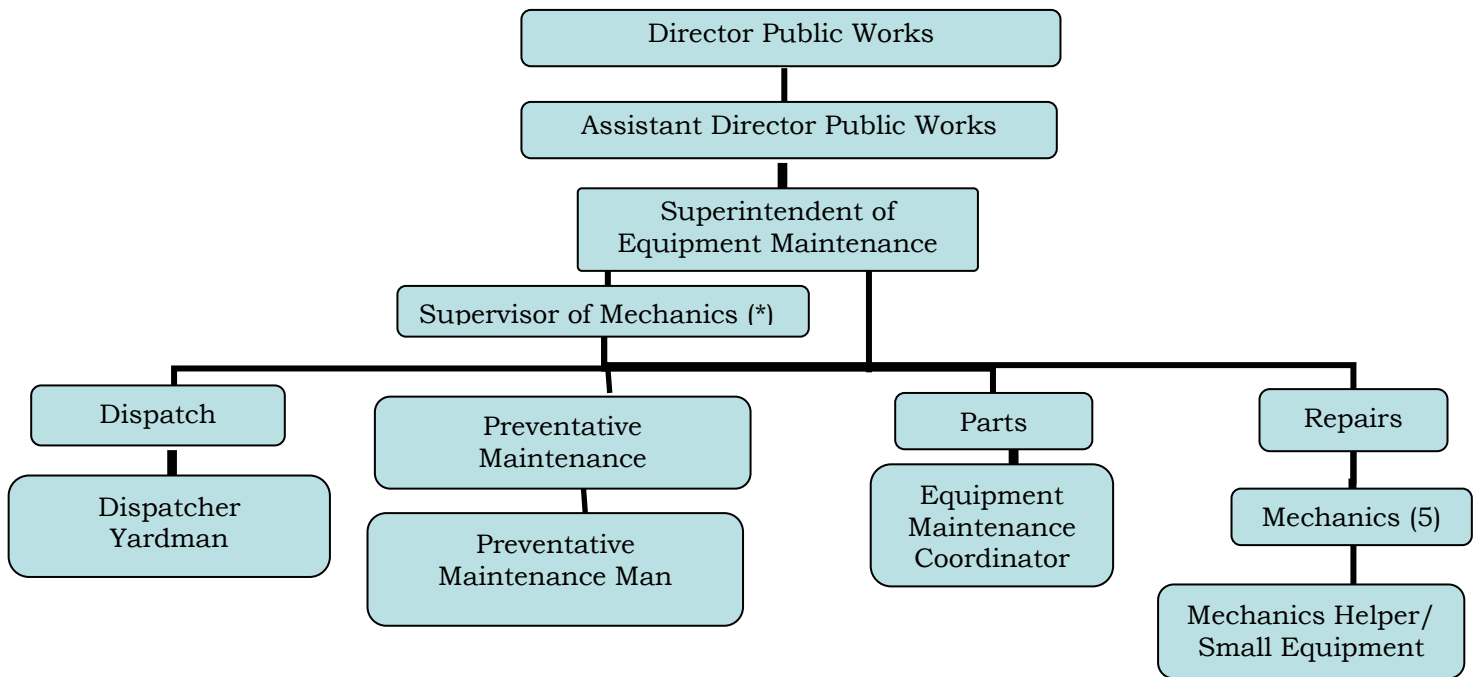 Director Public Works
Assistant Director Public Works
Superintendent of
Equipment Maintenance
Supervisor of Mechanics (*)
Dispatch
Preventative
Maintenance
Parts
Repairs
Dispatcher
Yardman
Preventative
Maintenance Man
Equipment
Maintenance
Coordinator
Mechanics (5)
Mechanics Helper/
Small Equipment